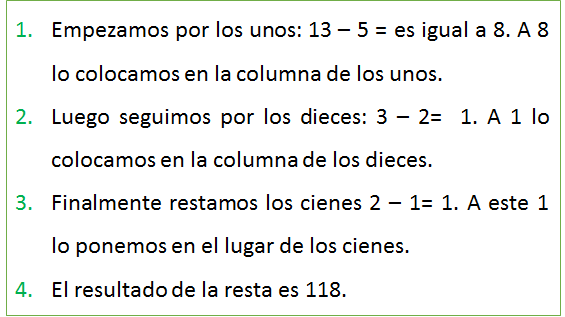 1. Empezamos por los unos: 13 – 5 = es igual a 8. A 8
lo colocamos en la columna de los unos.
2. Luego seguimos por los dieces: 3 – 2= 1. A 1 lo
colocamos en la columna de los dieces.
3. Finalmente restamos los cienes 2 – 1= 1. A este 1
lo ponemos en el lugar de los cienes.
4. El resultado de la resta es 118.